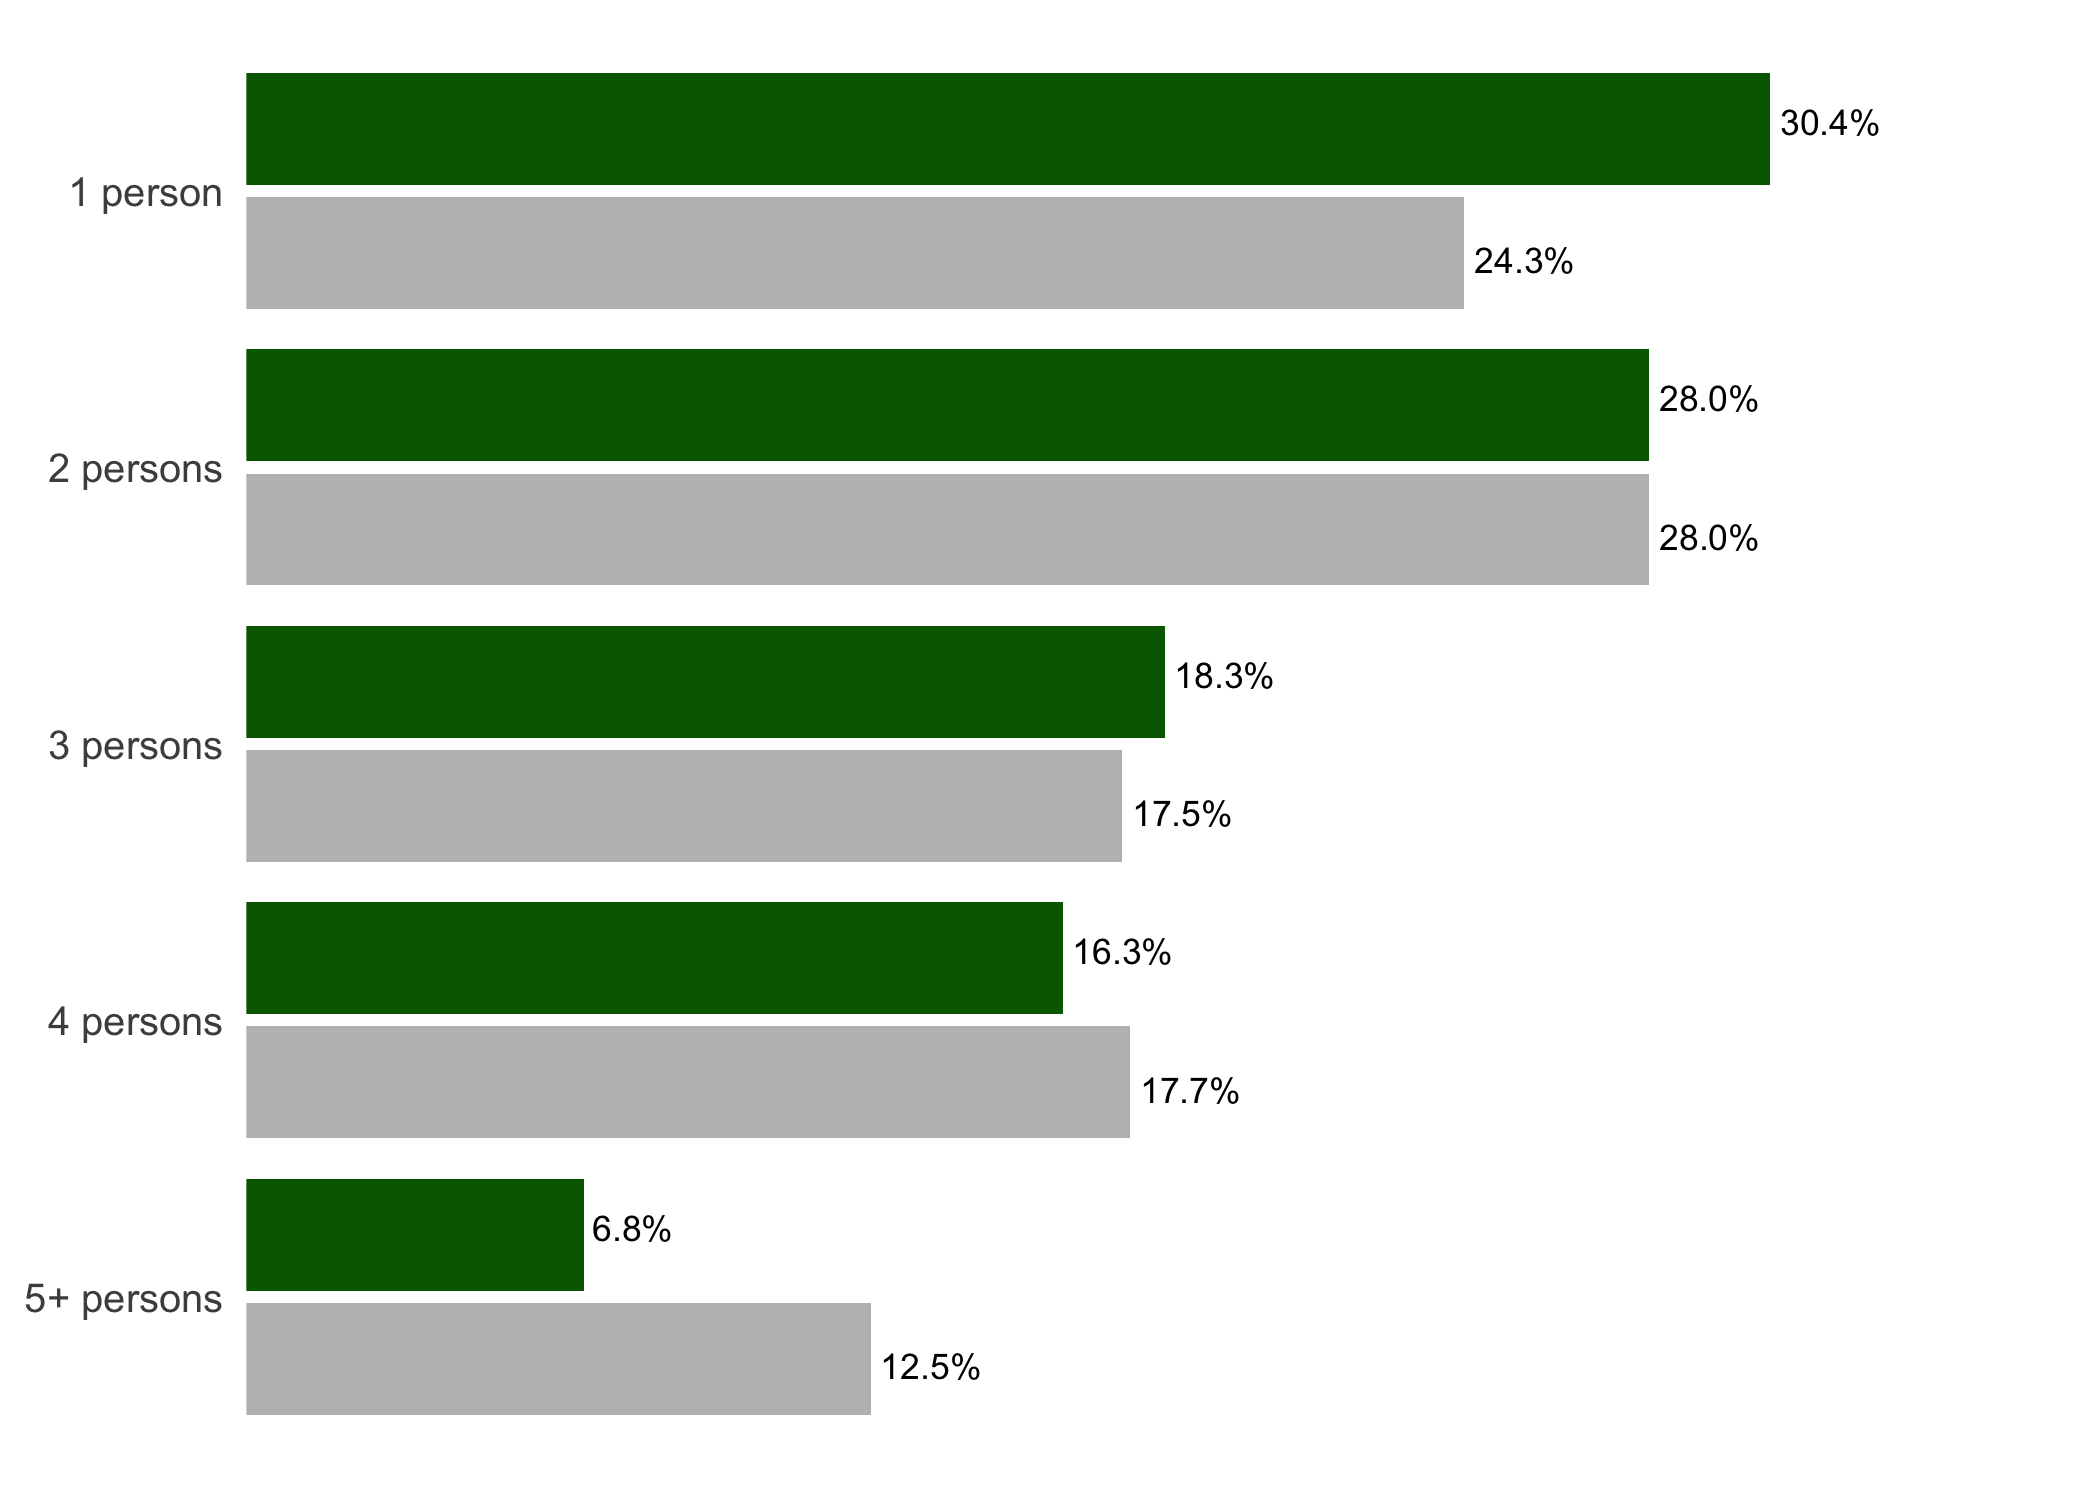 30.4%
1 person
24.3%
28.0%
2 persons
28.0%
18.3%
3 persons
17.5%
16.3%
4 persons
17.7%
6.8%
5+ persons
12.5%